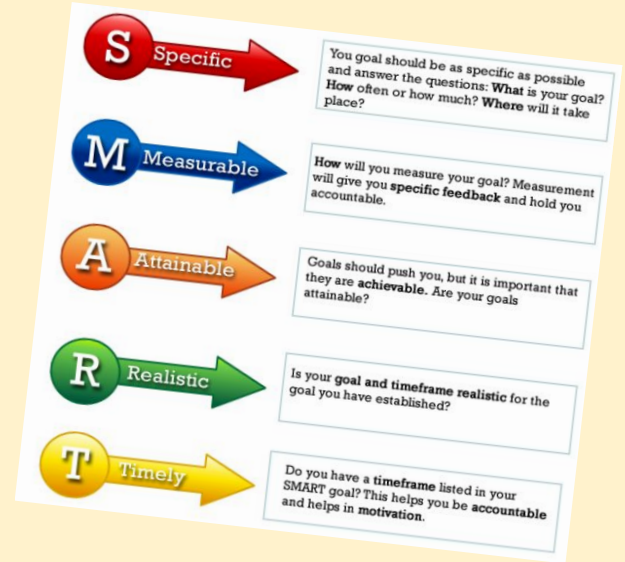 S
Specific
You goal should be as specific as possible
and answer the questions: What is your goal?
How often or how much? Where will it take
place?
M
Measurable
How will you measure your goal? Measurement
will give you specific feedback and hold you
accountable.
A
Attainable
Goals should push you, but it is important that
they are achievable. Are your goals
attainable?
R
Realistic
Is your goal and timeframe realistic for the
goal you have established?
T
Timely
Do you have a timeframe listed in your
SMART goal? This helps you be accountable
and helps in motivation.